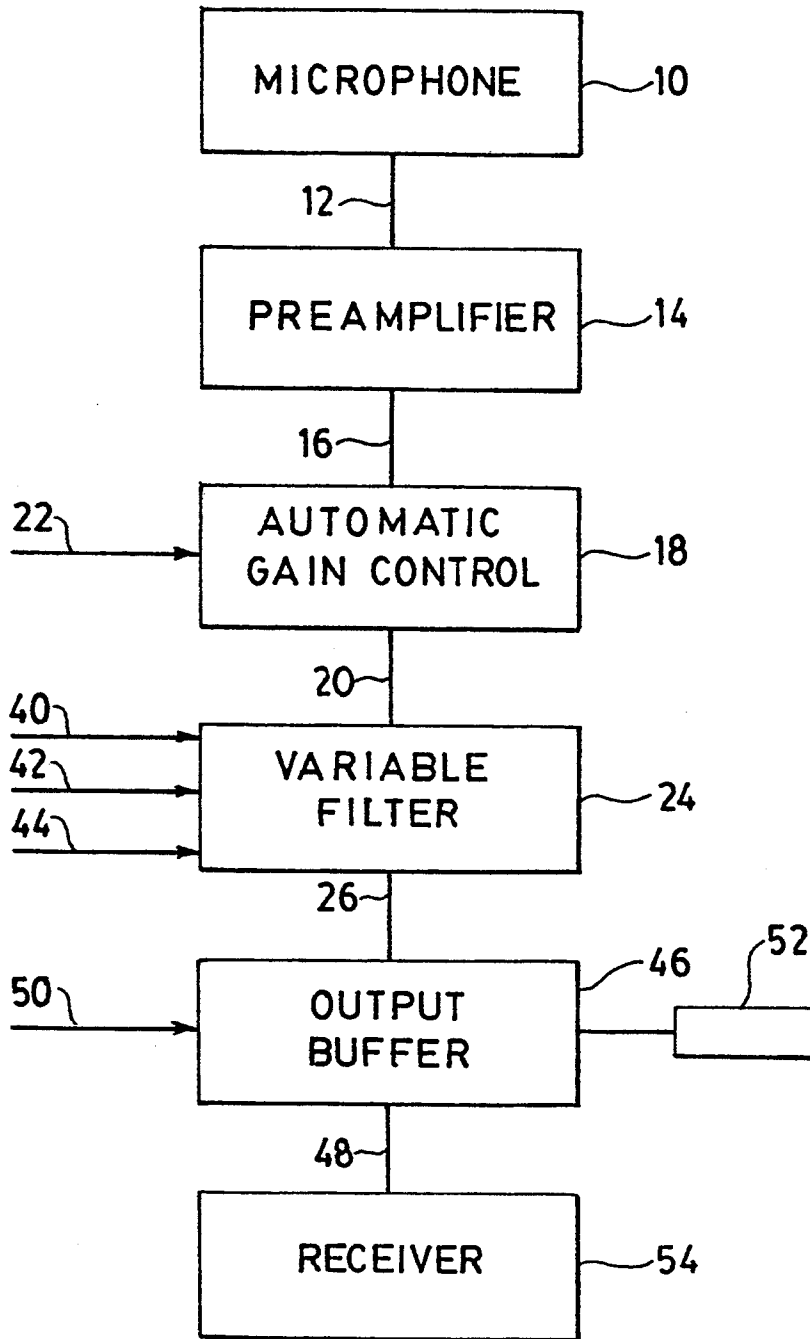 MICROPHONE
10
12
PREAMPLIFIER
14
16
22
AUTOMATIC
GAIN CONTROL
18
20
40
42
44
VARIABLE
FILTER
24
26
50
OUTPUT
BUFFER
46
52
48
RECEIVER
54